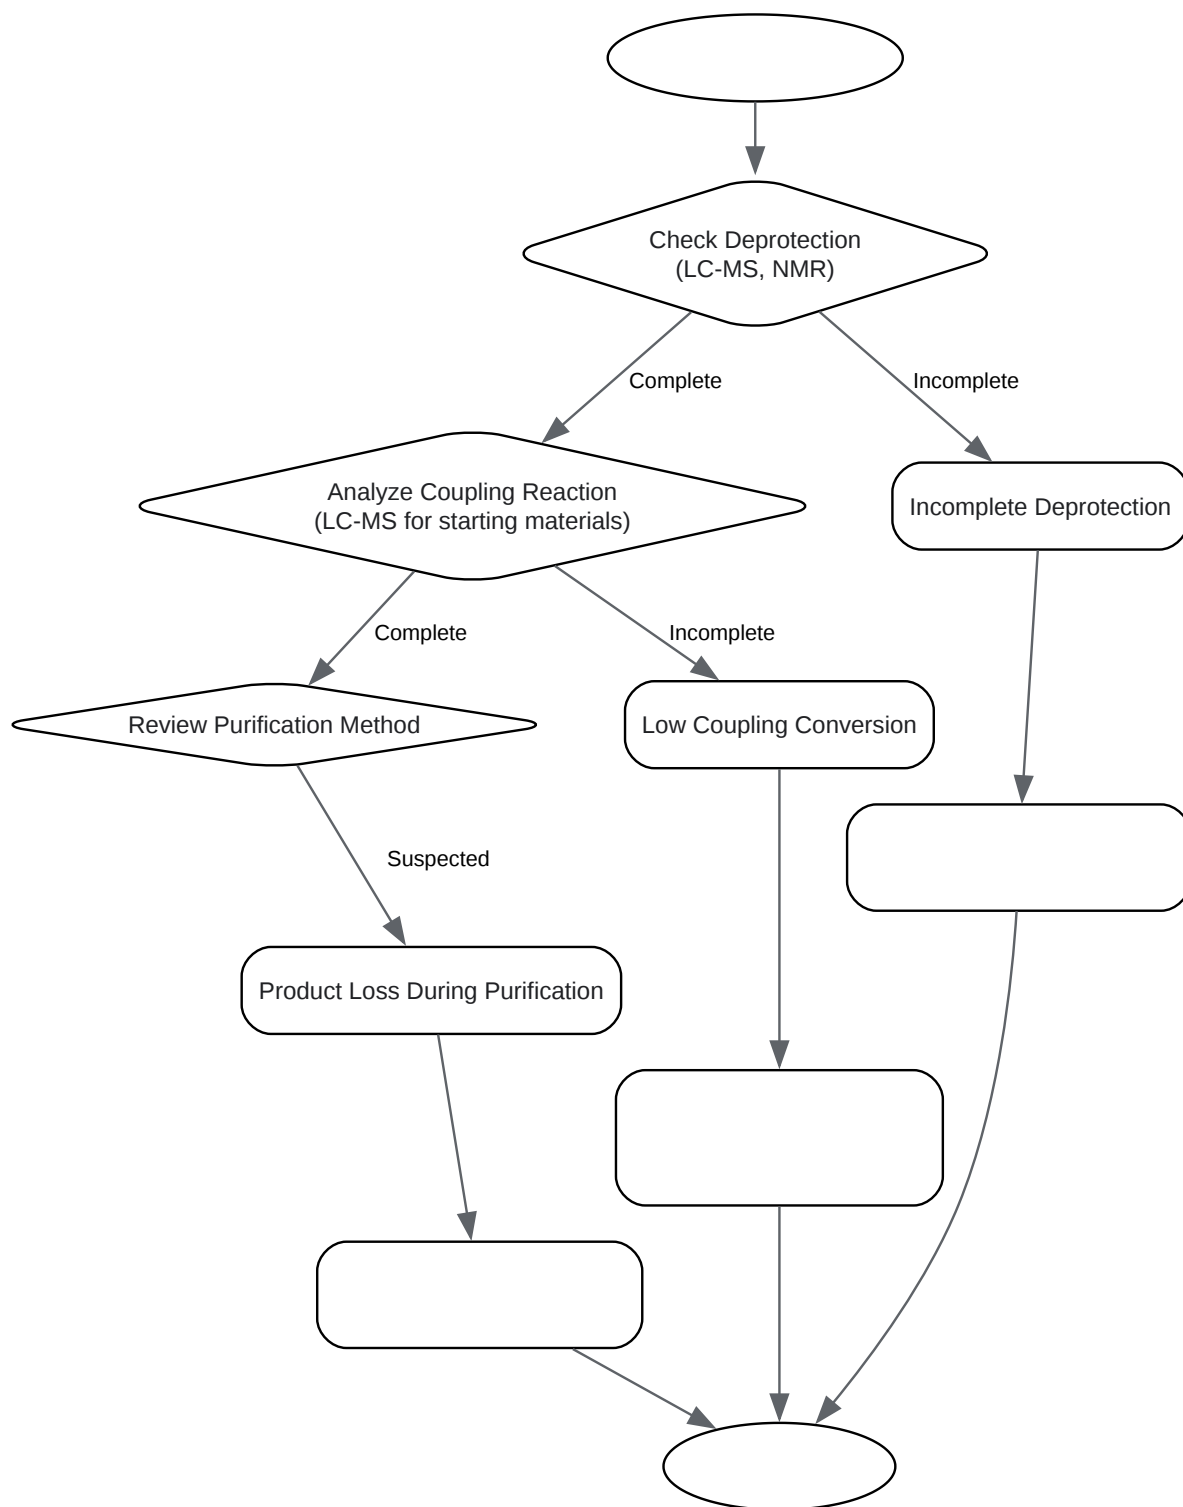 Check Deprotection
(LC-MS, NMR)
Complete
Incomplete
Analyze Coupling Reaction
(LC-MS for starting materials)
Incomplete Deprotection
Complete
Incomplete
Review Purification Method
Low Coupling Conversion
Suspected
Product Loss During Purification